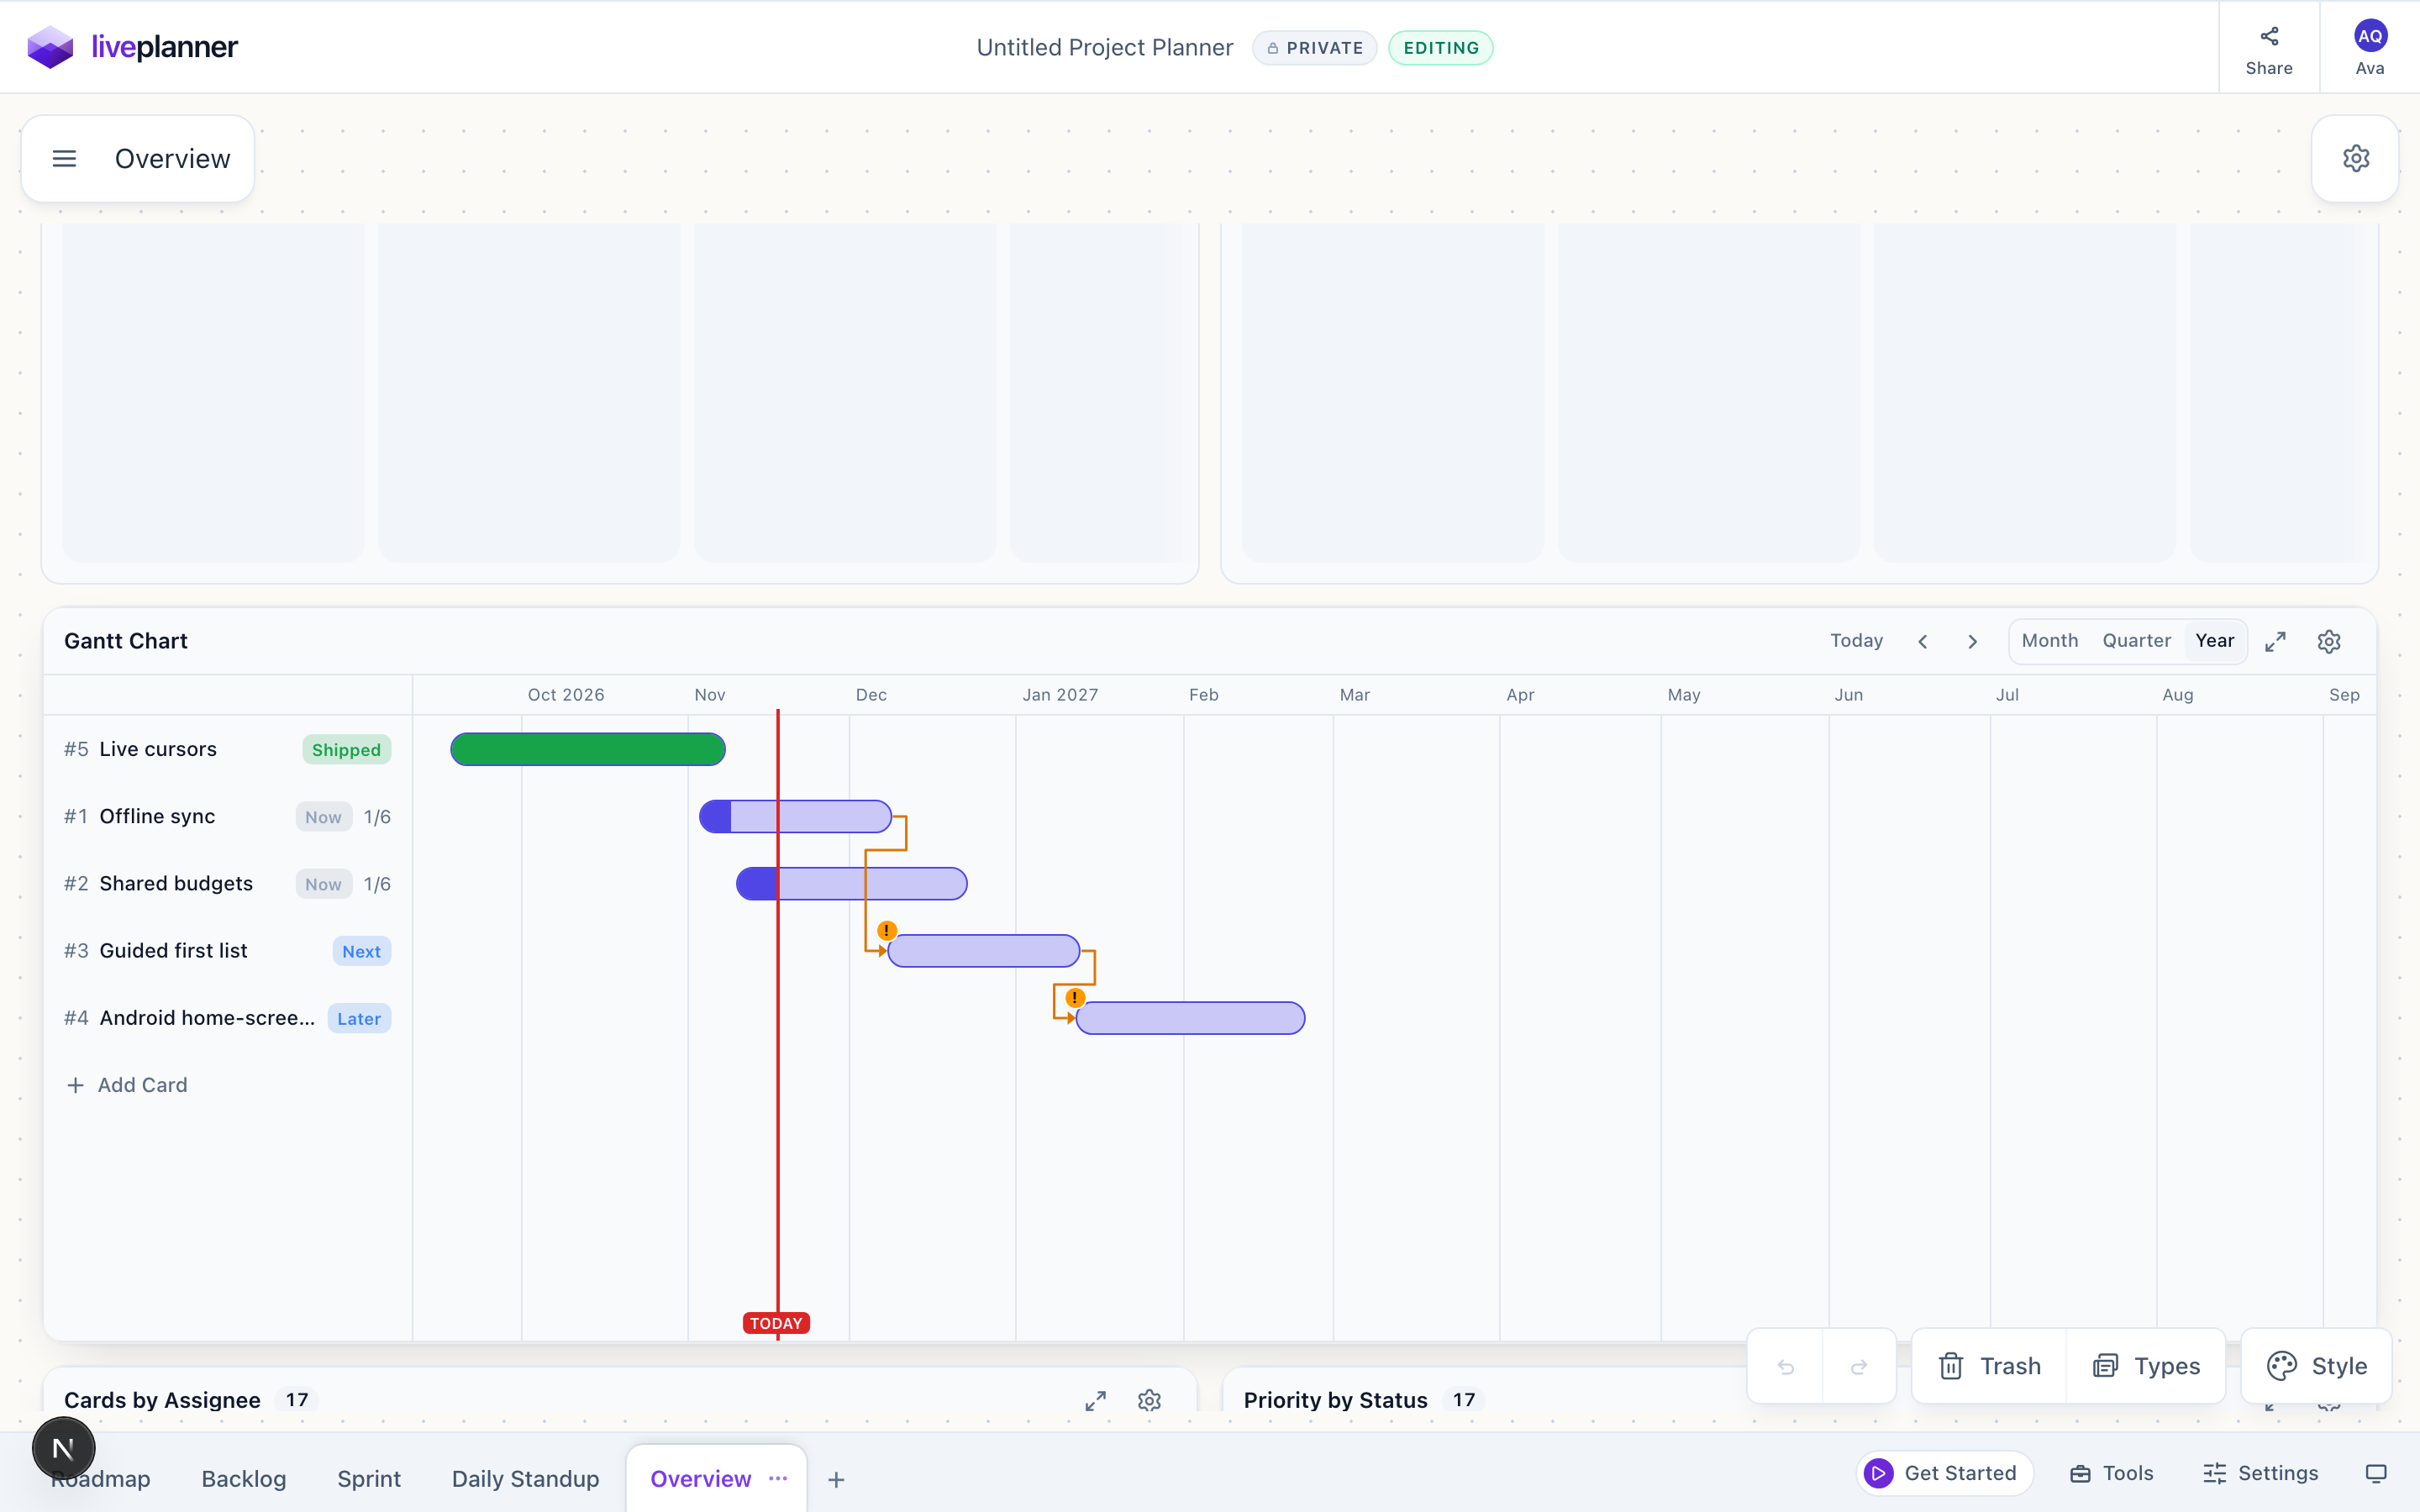 liveplanner
Untitled Project Planner
PRIVATE
EDITING
Share
AQ
Ava
Overview
Gantt Chart
Today
Month
Quarter
Year
Oct 2026
Nov
Dec
Jan 2027
Feb
Mar
Apr
May
Jun
Jul
Aug
Sep
#5 Live cursors
Shipped
#1 Offline sync
Now
1/6
#2 Shared budgets
Now
1/6
#3 Guided first list
Next
#4 Android home-scree...
Later
Add Card
!
!
TODAY
Trash
Types
Style
Cards by Assignee
17
Priority by Status
17
N
Roadmap
Backlog
Sprint
Daily Standup
Overview
Get Started
Tools
Settings